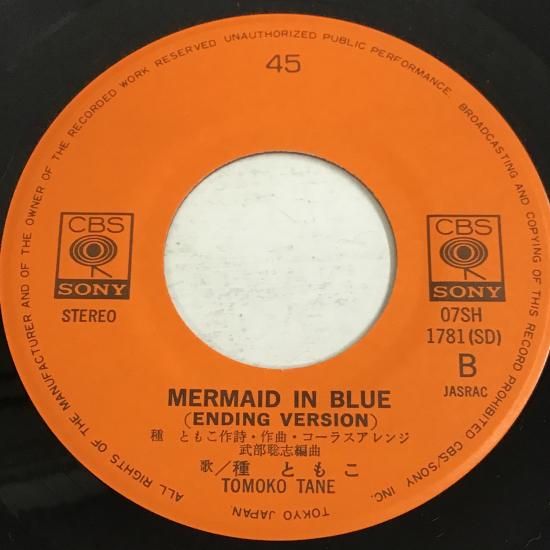 ALL RIGHTS OF THE MANUFACTURER AND OF THE OWNER OF THE RECORDED WORK RESERVED UNAUTHORIZED PUBLIC PERFORMANCE, BROADCASTING AND COPYING OF THIS RECORD PROHIBITED CBS/SONY INC.
TOKYO JAPAN.
45
CBS
SONY
STEREO
CBS
SONY
07SH
1781(SD)
B
JASRAC
MERMAID IN BLUE
(ENDING VERSION)
種 ともこ作詩・作曲・コーラスアレンジ
武部聡志編曲
歌/種 ともこ
TOMOKO TANE